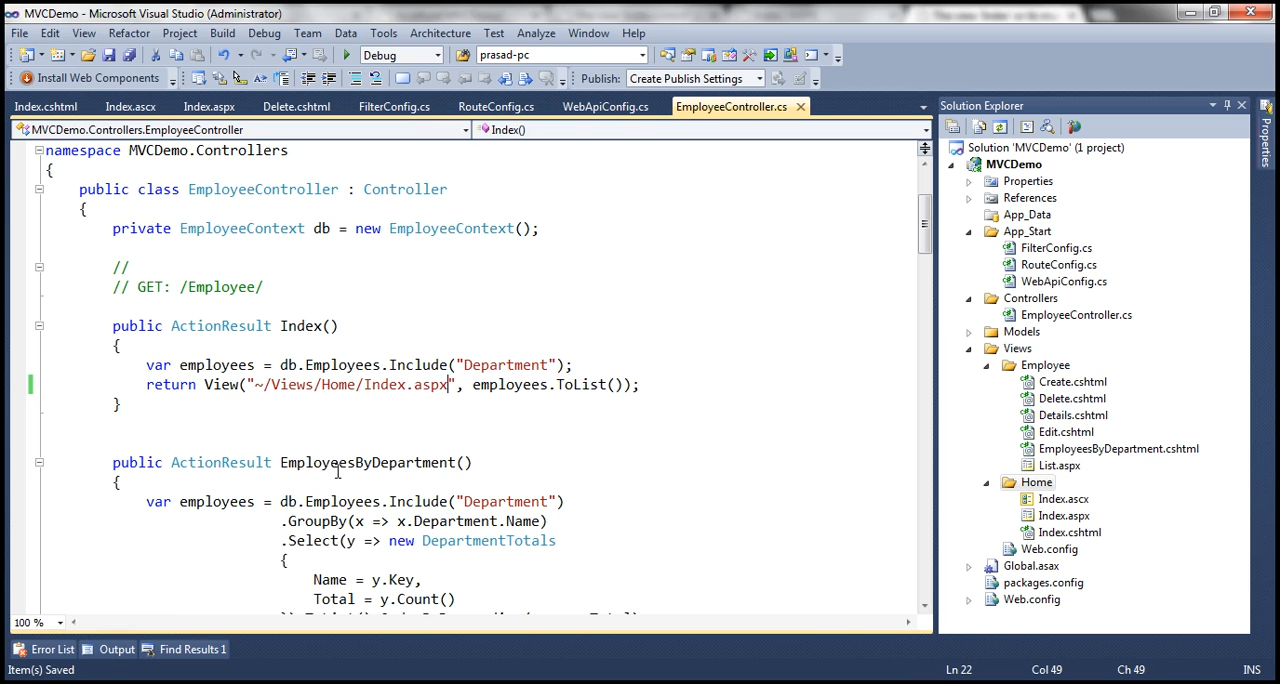 MVCDemo - Microsoft Visual Studio (Administrator)
File Edit View Refactor Project Build Debug Team Data Tools Architecture Test Analyze Window Help
Debug prasad-pc
Install Web Components Publish: Create Publish Settings
Index.cshtml Index.ascx Index.aspx Delete.cshtml FilterConfig.cs RouteConfig.cs WebApiConfig.cs EmployeeController.cs
MVCDemo.Controllers.EmployeeController Index()
namespace MVCDemo.Controllers
{
public class EmployeeController : Controller
{
private EmployeeContext db = new EmployeeContext();
//
// GET: /Employee/
public ActionResult Index()
{
var employees = db.Employees.Include("Department");
return View("~/Views/Home/Index.aspx", employees.ToList());
}
public ActionResult EmployeesByDepartment()
{
var employees = db.Employees.Include("Department")
.GroupBy(x => x.Department.Name)
.Select(y => new DepartmentTotals
{
Name = y.Key,
Total = y.Count()
100 %
Error List Output Find Results 1
Item(s) Saved Ln 22 Col 49 Ch 49 INS
Solution Explorer
Solution 'MVCDemo' (1 project)
MVCDemo
Properties
References
App_Data
App_Start
FilterConfig.cs
RouteConfig.cs
WebApiConfig.cs
Controllers
EmployeeController.cs
Models
Views
Employee
Create.cshtml
Delete.cshtml
Details.cshtml
Edit.cshtml
EmployeesByDepartment.cshtml
List.aspx
Home
Index.ascx
Index.aspx
Index.cshtml
Web.config
Global.asax
packages.config
Web.config
Properties